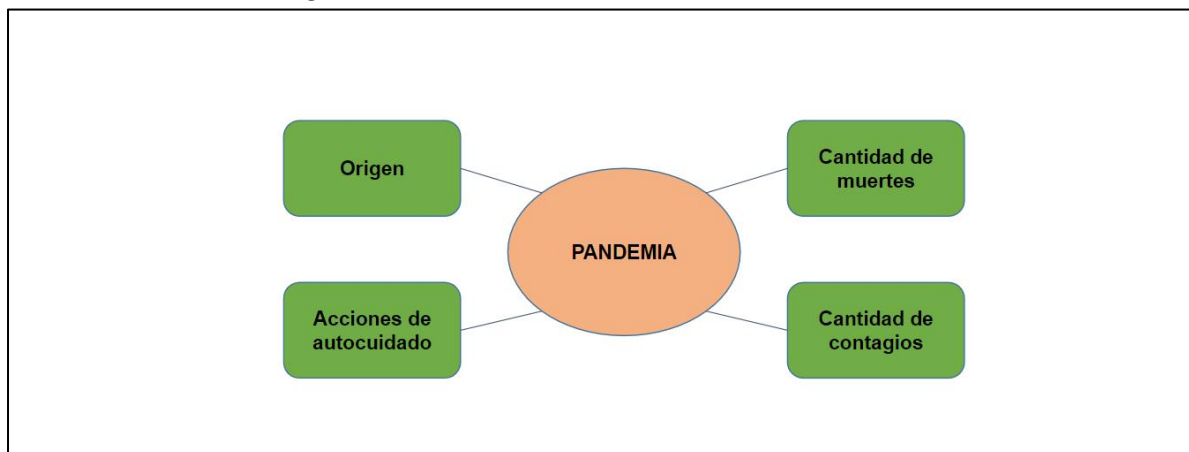 Origen
Cantidad de
muertes
PANDEMIA
Acciones de
autocuidado
Cantidad de
contagios